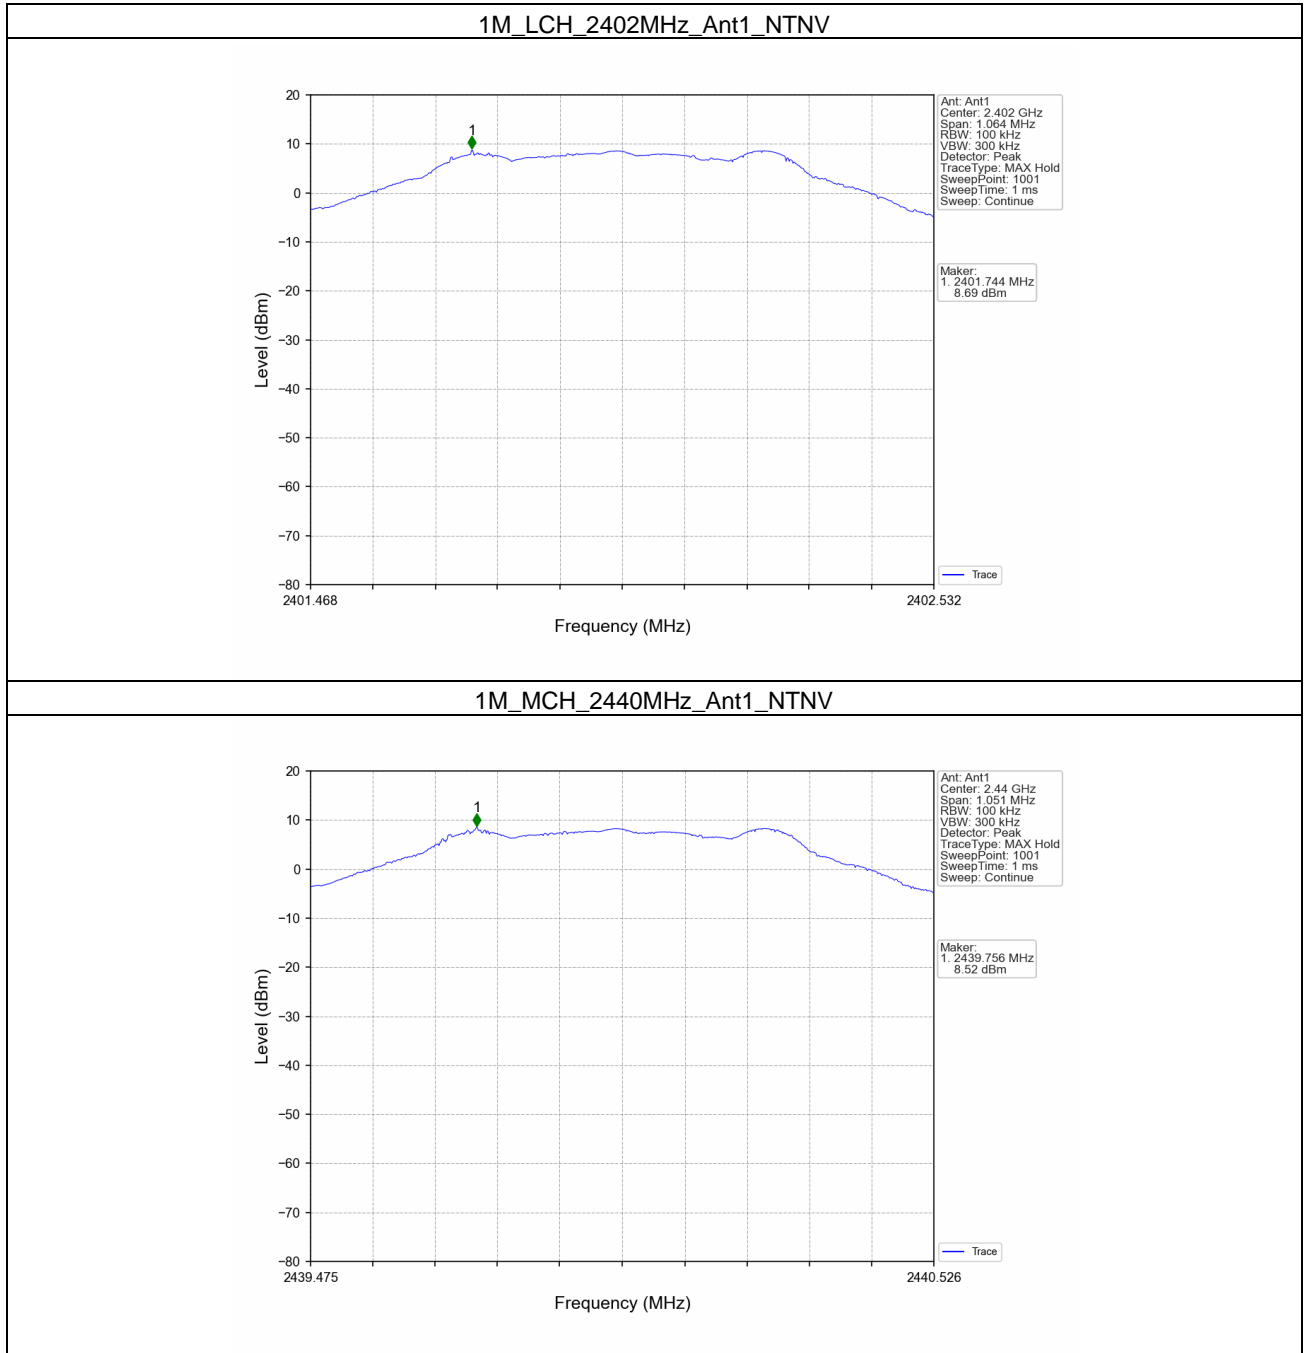 1M_LCH_2402MHz_Ant1_NTNV
20
10
0
−10
−20
−30
−40
−50
−60
−70
−80
Level (dBm)
1
2401.468
2402.532
Frequency (MHz)
Ant: Ant1
Center: 2.402 GHz
Span: 1.064 MHz
RBW: 100 kHz
VBW: 300 kHz
Detector: Peak
TraceType: MAX Hold
SweepPoint: 1001
SweepTime: 1 ms
Sweep: Continue
Maker:
1. 2401.744 MHz
8.69 dBm
Trace
1M_MCH_2440MHz_Ant1_NTNV
20
10
0
−10
−20
−30
−40
−50
−60
−70
−80
Level (dBm)
1
2439.475
2440.526
Frequency (MHz)
Ant: Ant1
Center: 2.44 GHz
Span: 1.051 MHz
RBW: 100 kHz
VBW: 300 kHz
Detector: Peak
TraceType: MAX Hold
SweepPoint: 1001
SweepTime: 1 ms
Sweep: Continue
Maker:
1. 2439.756 MHz
8.52 dBm
Trace